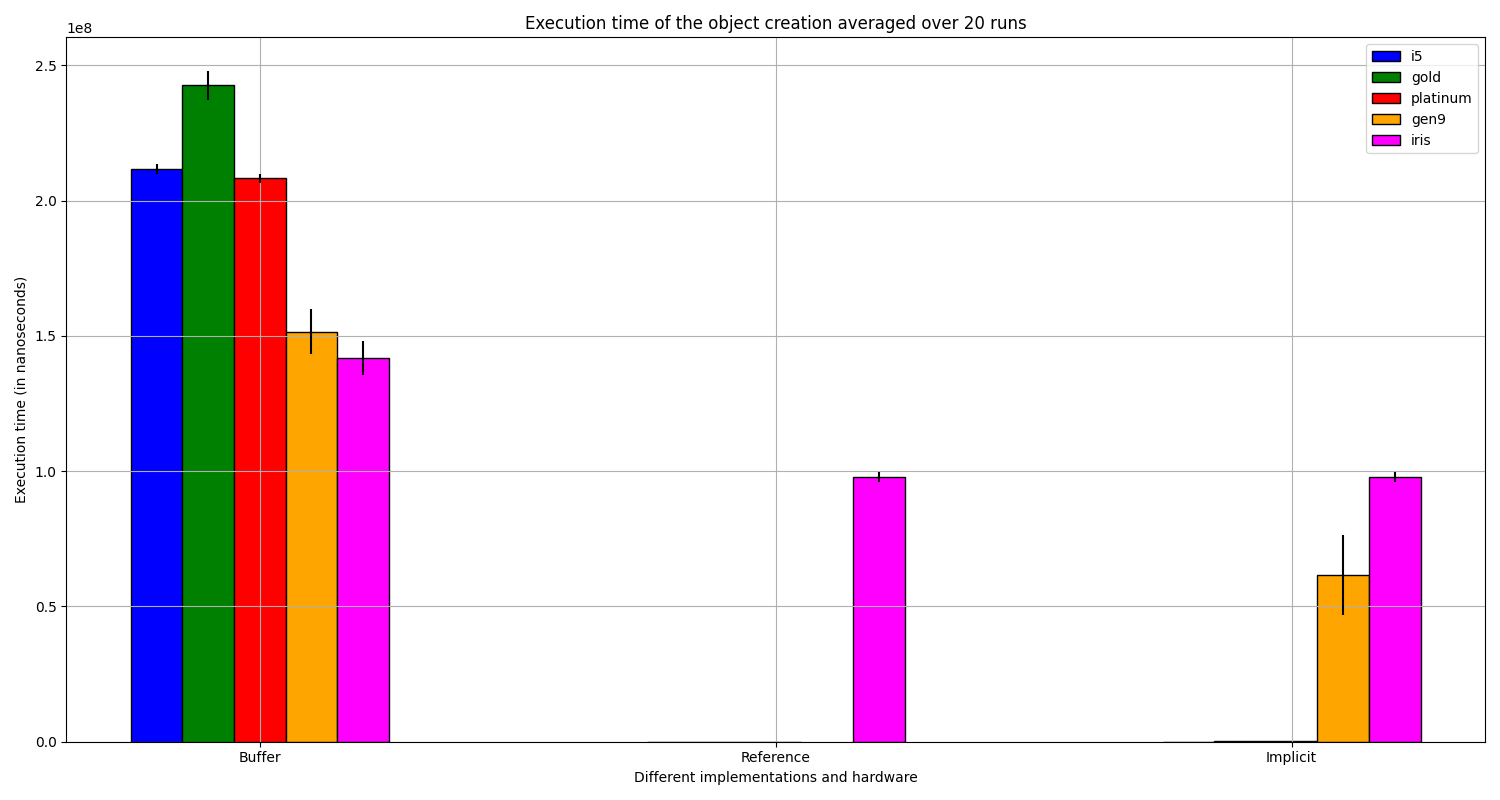 Execution time of the object creation averaged over 20 runs
1e8
2.5
2.0
1.5
1.0
0.5
0.0
Execution time (in nanoseconds)
i5
gold
platinum
gen9
iris
Buffer
Reference
Implicit
Different implementations and hardware